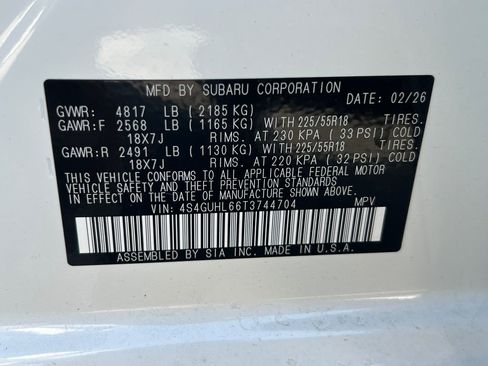 MFD BY SUBARU CORPORATION
DATE: 02/26
GVWR: 4817 LB ( 2185 KG)
GAWR:F 2568 LB ( 1165 KG) WITH 225/55R18 TIRES.
18X7J RIMS. AT 230 KPA ( 33 PSI) COLD
GAWR:R 2491 LB ( 1130 KG) WITH 225/55R18 TIRES.
18X7J RIMS. AT 220 KPA ( 32 PSI) COLD
THIS VEHICLE CONFORMS TO ALL APPLICABLE FEDERAL MOTOR
VEHICLE SAFETY BUMPER, AND THEFT PREVENTION STANDARDS
IN EFFECT ON THE DATE OF MANUFACTURE SHOWN ABOVE.
VIN: 4S4GUHL66T3744704 MPV
ASSEMBLED BY SIA INC. MADE IN U.S.A.